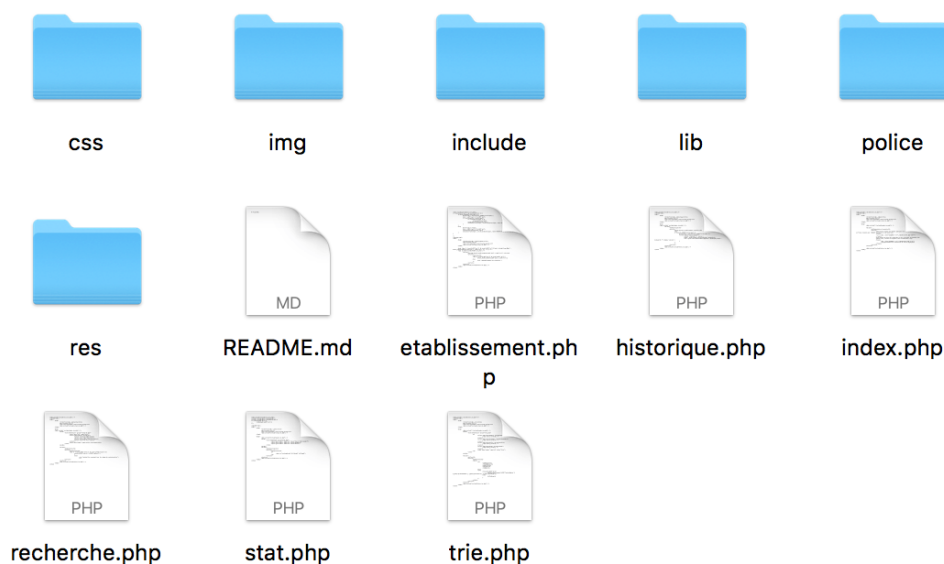 css
img
include
lib
police
res
MD
README.md
PHP
etablissement.ph
p
PHP
historique.php
PHP
index.php
PHP
recherche.php
PHP
stat.php
PHP
trie.php